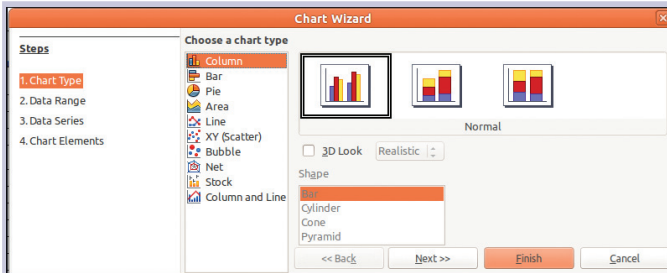 Chart Wizard
Steps
1. Chart Type
2. Data Range
3. Data Series
4. Chart Elements
Choose a chart type
Column
Bar
Pie
Area
Line
XY (Scatter)
Bubble
Net
Stock
Column and Line
Normal
3D Look Realistic
Shape
Bar
Cylinder
Cone
Pyramid
<< Back Next >> Finish Cancel